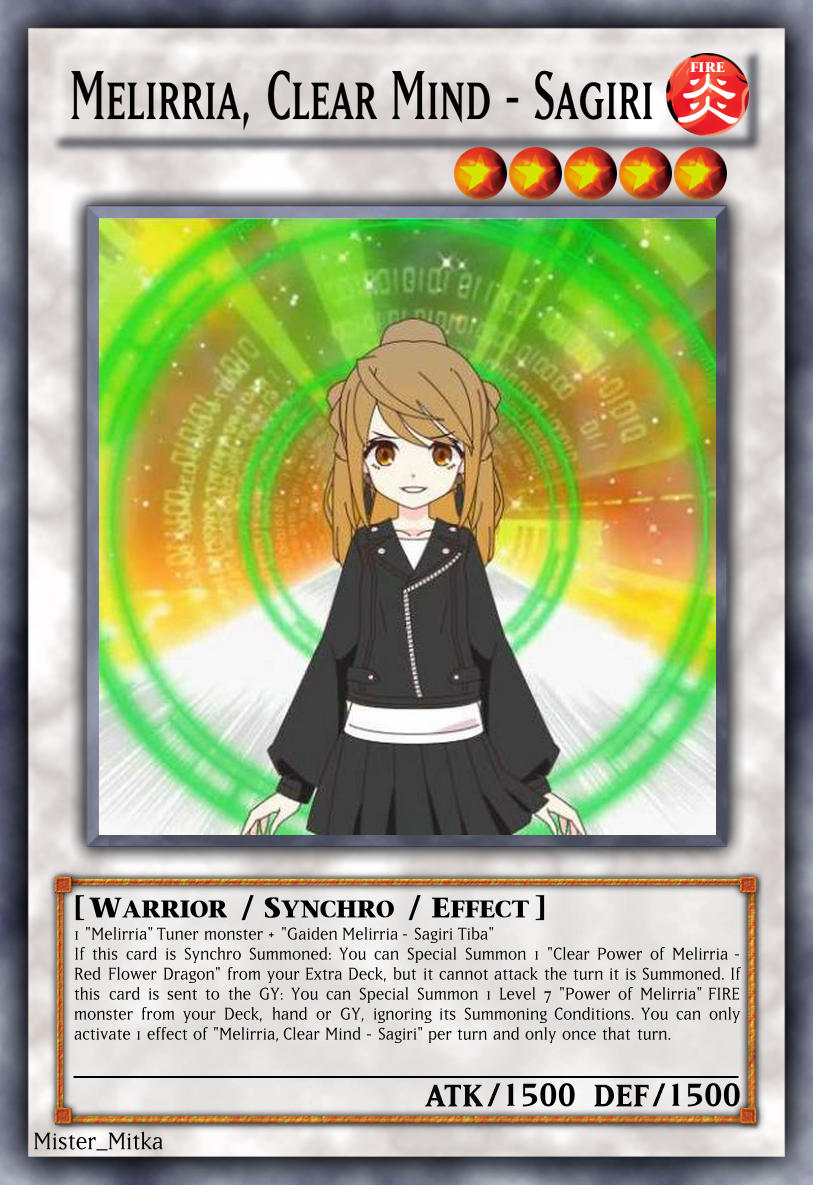 Melirria, Clear Mind - Sagiri
FIRE
炎
[ Warrior / Synchro / Effect ]
1 "Melirria" Tuner monster + "Gaiden Melirria - Sagiri Tiba"
If this card is Synchro Summoned: You can Special Summon 1 "Clear Power of Melirria -
Red Flower Dragon" from your Extra Deck, but it cannot attack the turn it is Summoned. If
this card is sent to the GY: You can Special Summon 1 Level 7 "Power of Melirria" FIRE
monster from your Deck, hand or GY, ignoring its Summoning Conditions. You can only
activate 1 effect of "Melirria, Clear Mind - Sagiri" per turn and only once that turn.
ATK/1500 DEF/1500
Mister_Mitka